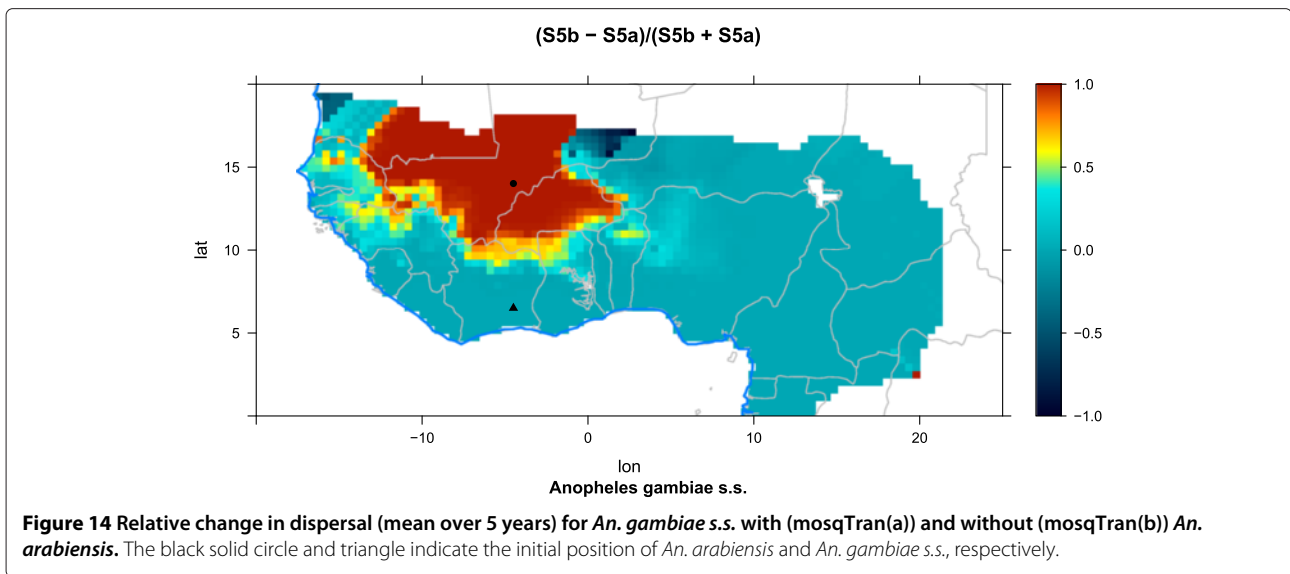 (S5b − S5a)/(S5b + S5a)
1.0
15
0.5
lat
10
0.0
5
−0.5
−1.0
−10
0
10
20
lon
Anopheles gambiae s.s.
Figure 14 Relative change in dispersal (mean over 5 years) for An. gambiae s.s. with (mosqTran(a)) and without (mosqTran(b)) An.
arabiensis. The black solid circle and triangle indicate the initial position of An. arabiensis and An. gambiae s.s., respectively.